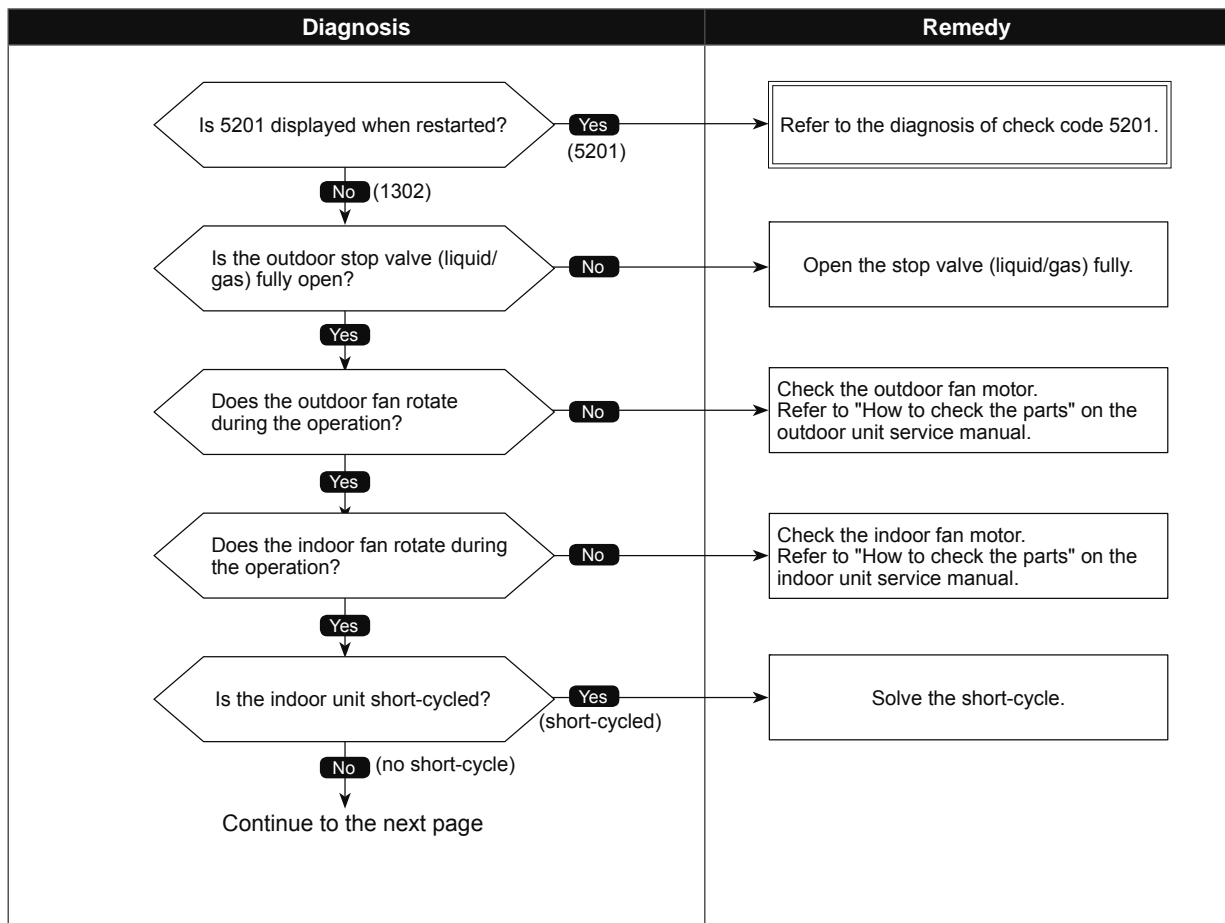 Diagnosis
Remedy
Is 5201 displayed when restarted?
Yes
(5201)
Refer to the diagnosis of check code 5201.
No
(1302)
Is the outdoor stop valve (liquid/
gas) fully open?
No
Open the stop valve (liquid/gas) fully.
Yes
Does the outdoor fan rotate
during the operation?
No
Check the outdoor fan motor.
Refer to "How to check the parts" on the
outdoor unit service manual.
Yes
Does the indoor fan rotate during
the operation?
No
Check the indoor fan motor.
Refer to "How to check the parts" on the
indoor unit service manual.
Yes
Is the indoor unit short-cycled?
Yes
(short-cycled)
Solve the short-cycle.
No
(no short-cycle)
Continue to the next page